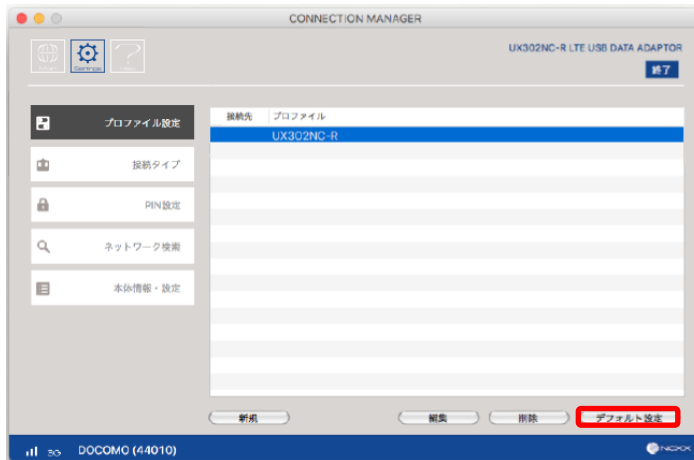 CONNECTION MANAGER
Settings
UX302NC-R LTE USB DATA ADAPTOR
終了
プロファイル設定
接続タイプ
PIN設定
ネットワーク検索
本体情報・設定
接続先 プロファイル
UX302NC-R
新規 編集 削除 デフォルト設定
3G DOCOMO (44010)
NCXX